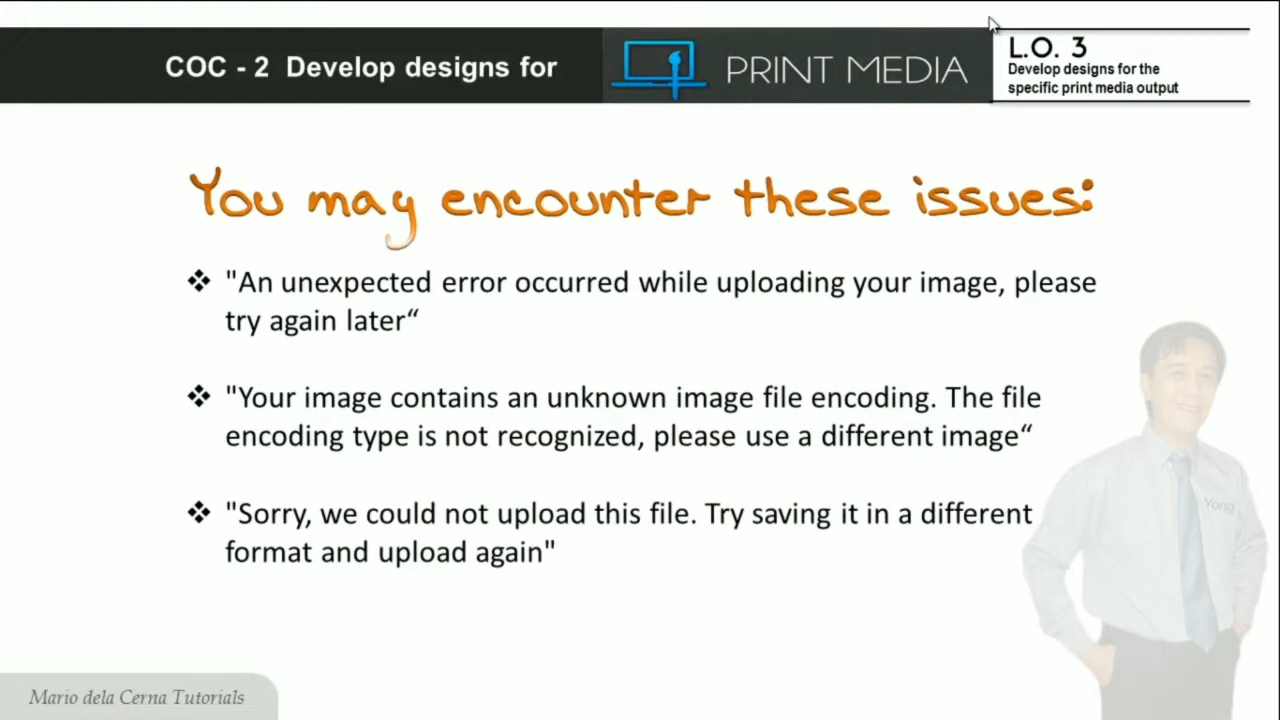 COC - 2 Develop designs for
PRINT MEDIA
L.O. 3
Develop designs for the
specific print media output
You may encounter these issues:
❖ "An unexpected error occurred while uploading your image, please
try again later“
❖ "Your image contains an unknown image file encoding. The file
encoding type is not recognized, please use a different image“
❖ "Sorry, we could not upload this file. Try saving it in a different
format and upload again"
Yong
Mario dela Cerna Tutorials